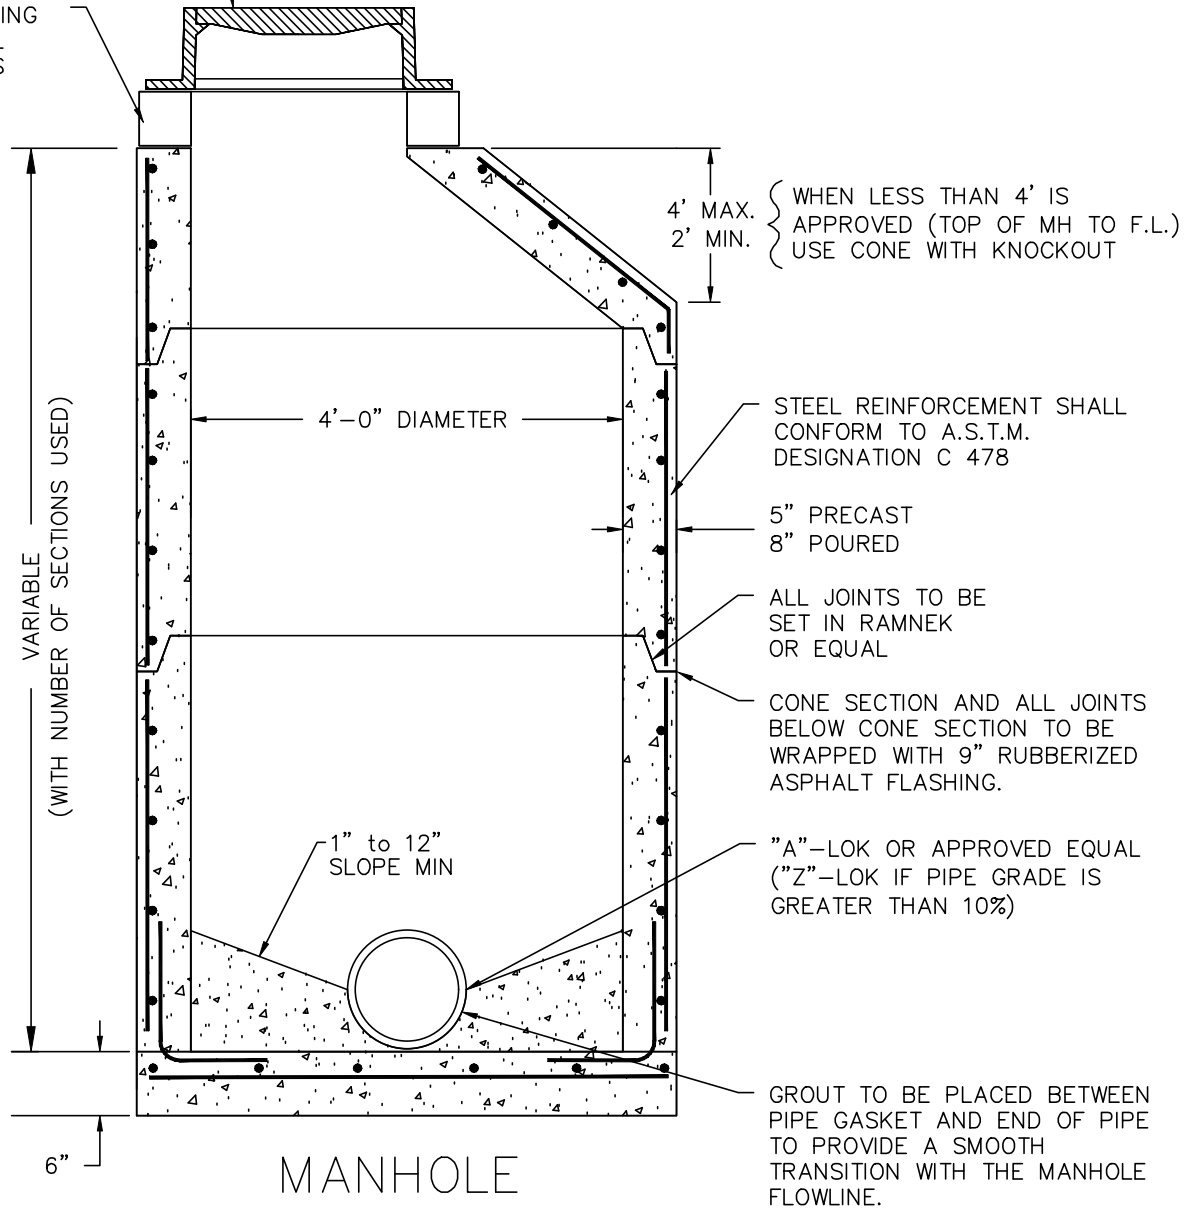 ING
4' MAX.
2' MIN.
WHEN LESS THAN 4' IS
APPROVED (TOP OF MH TO F.L.)
USE CONE WITH KNOCKOUT
4'-0" DIAMETER
STEEL REINFORCEMENT SHALL
CONFORM TO A.S.T.M.
DESIGNATION C 478
5" PRECAST
8" POURED
VARIABLE
(WITH NUMBER OF SECTIONS USED)
ALL JOINTS TO BE
SET IN RAMNEK
OR EQUAL
CONE SECTION AND ALL JOINTS
BELOW CONE SECTION TO BE
WRAPPED WITH 9" RUBBERIZED
ASPHALT FLASHING.
1" to 12"
SLOPE MIN
"A"-LOK OR APPROVED EQUAL
("Z"-LOK IF PIPE GRADE IS
GREATER THAN 10%)
GROUT TO BE PLACED BETWEEN
PIPE GASKET AND END OF PIPE
TO PROVIDE A SMOOTH
TRANSITION WITH THE MANHOLE
FLOWLINE.
6"
MANHOLE